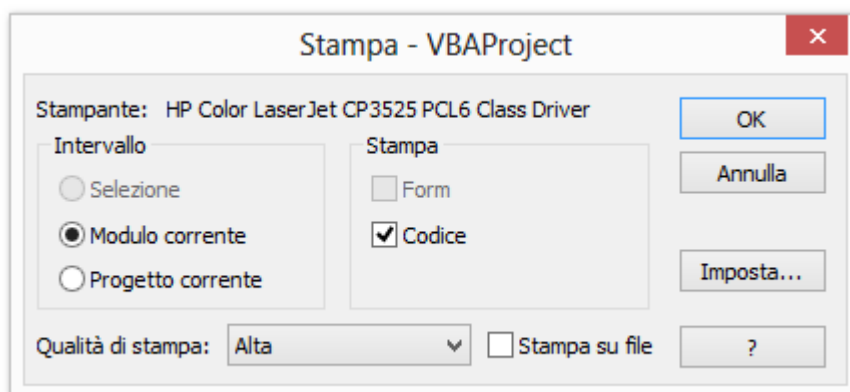 Stampa - VBAProject
Stampante: HP Color LaserJet CP3525 PCL6 Class Driver
OK
Intervallo
Stampa
Annulla
Selezione
Form
Modulo corrente
Codice
Progetto corrente
Imposta...
Qualità di stampa: Alta
Stampa su file
?